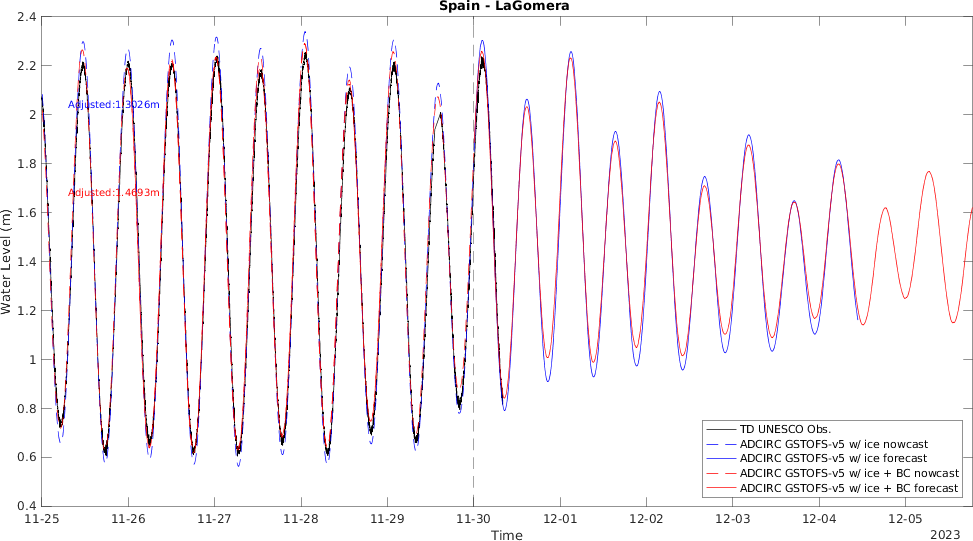 Spain - LaGomera
2.4
2.2
2
1.8
1.6
1.4
1.2
1
0.8
0.6
0.4
Water Level (m)
Adjusted:1.3026m
Adjusted:1.4693m
TD UNESCO Obs.
ADCIRC GSTOFS-v5 w/ ice nowcast
ADCIRC GSTOFS-v5 w/ ice forecast
ADCIRC GSTOFS-v5 w/ ice + BC nowcast
ADCIRC GSTOFS-v5 w/ ice + BC forecast
11-25 11-26 11-27 11-28 11-29 11-30 12-01 12-02 12-03 12-04 12-05
Time
2023